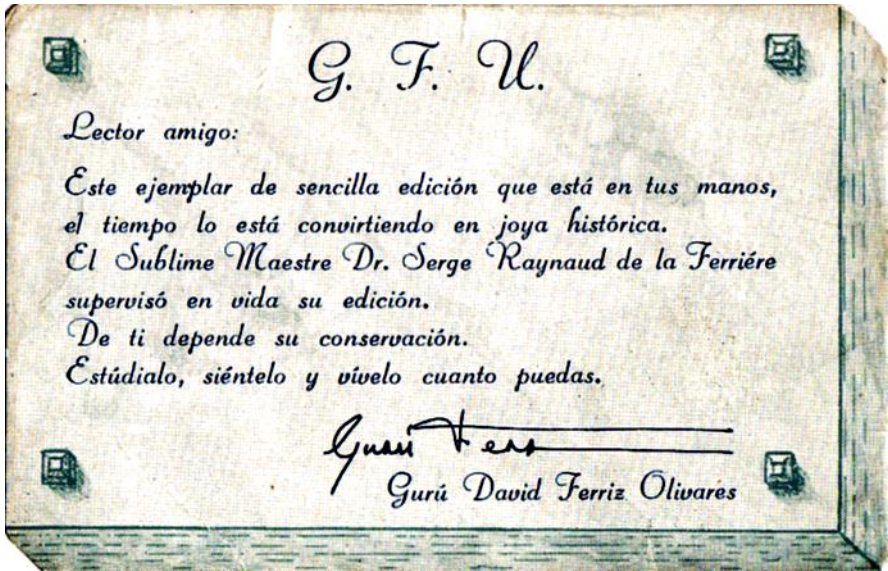 G. F. U.
Lector amigo:
Este ejemplar de sencilla edición que está en tus manos,
el tiempo lo está convirtiendo en joya histórica.
El Sublime Maestre Dr. Serge Raynaud de la Ferriére
supervisó en vida su edición.
De ti depende su conservación.
Estúdialo, siéntelo y vívelo cuanto puedas.
Gurú Ferr
Gurú David Ferriz Olivares